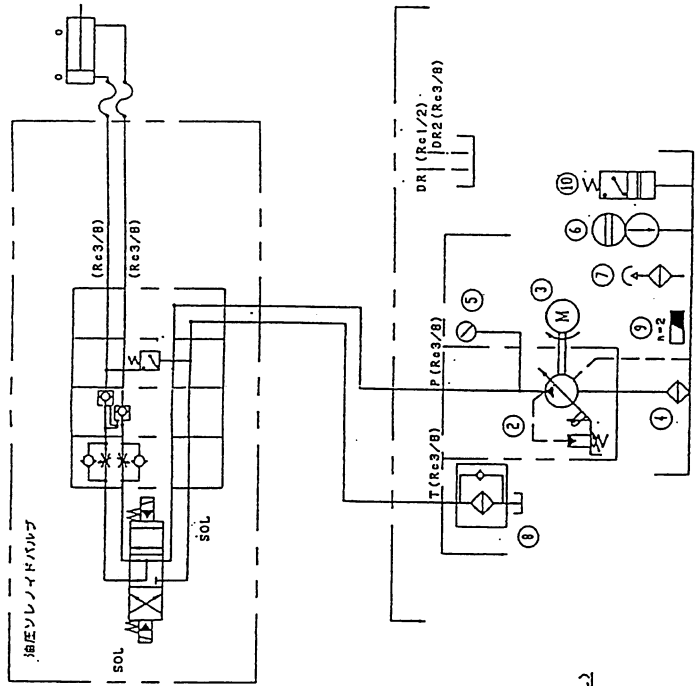 油圧ソレノイドバルブ
SOL
SOL
(Rc3/8)
(Rc3/8)
DR1(Rc1/2)
DR2(Rc3/8)
P(Rc3/8)
T(Rc3/8)
M
n=2
②
③
④
⑤
⑥
⑦
⑧
⑨
⑩